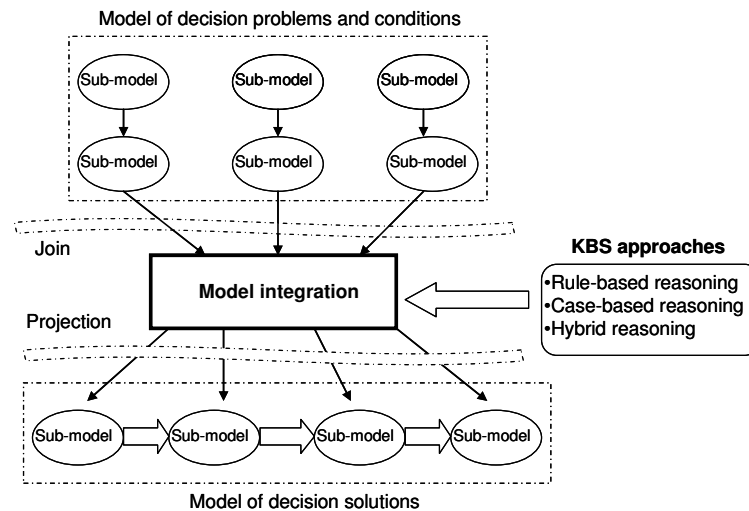 Model of decision problems and conditions
Sub-model Sub-model Sub-model
Sub-model Sub-model Sub-model
Join
KBS approaches
•Rule-based reasoning
•Case-based reasoning
•Hybrid reasoning
Model integration
Projection
Sub-model Sub-model Sub-model Sub-model
Model of decision solutions